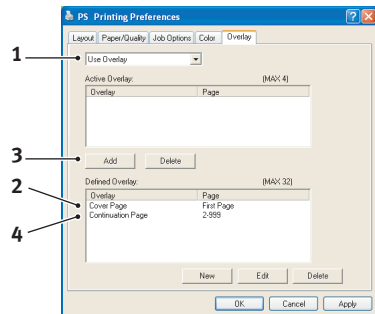 PS Printing Preferences
Layout Paper/Quality Job Options Color Overlay
1
Use Overlay
Active Overlay: (MAX 4)
Overlay Page
3
Add Delete
Defined Overlay: (MAX 32)
Overlay Page
2
Cover Page First Page
Continuation Page 2-999
4
New Edit Delete
OK Cancel Apply